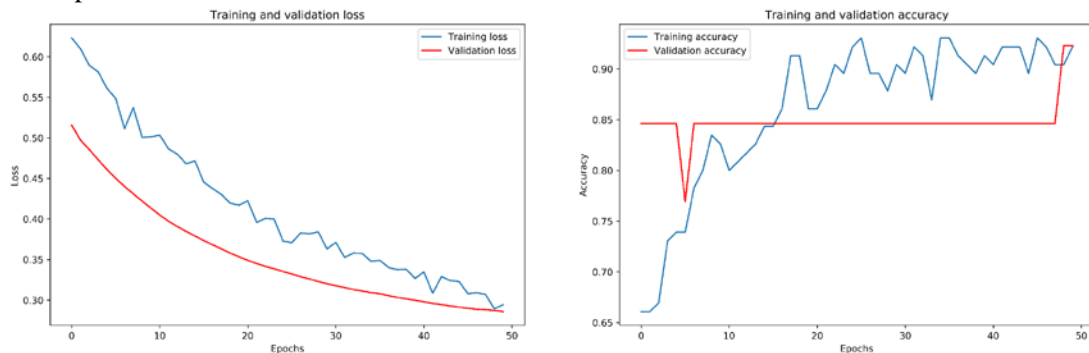 Training and validation loss
Training loss
Validation loss
0.60
0.55
0.50
0.45
0.40
0.35
0.30
Loss
0
10
20
30
40
50
Epochs
Training and validation accuracy
Training accuracy
Validation accuracy
0.90
0.85
0.80
0.75
0.70
0.65
Accuracy
0
10
20
30
40
50
Epochs